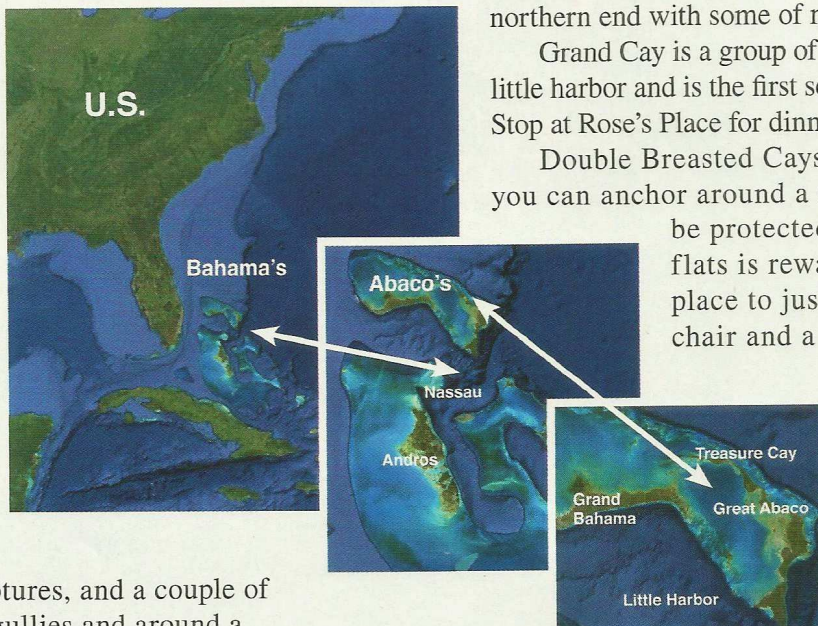 northern end with some of
Grand Cay is a group of
little harbor and is the first se
Stop at Rose's Place for dinn
Double Breasted Cays
you can anchor around a
be protected
flats is rewa
place to jus
chair and a
U.S.
Bahama's
Abaco's
Nassau
Andros
Treasure Cay
Great Abaco
Grand
Bahama
Little Harbor
ptures, and a couple of
gullies and around a